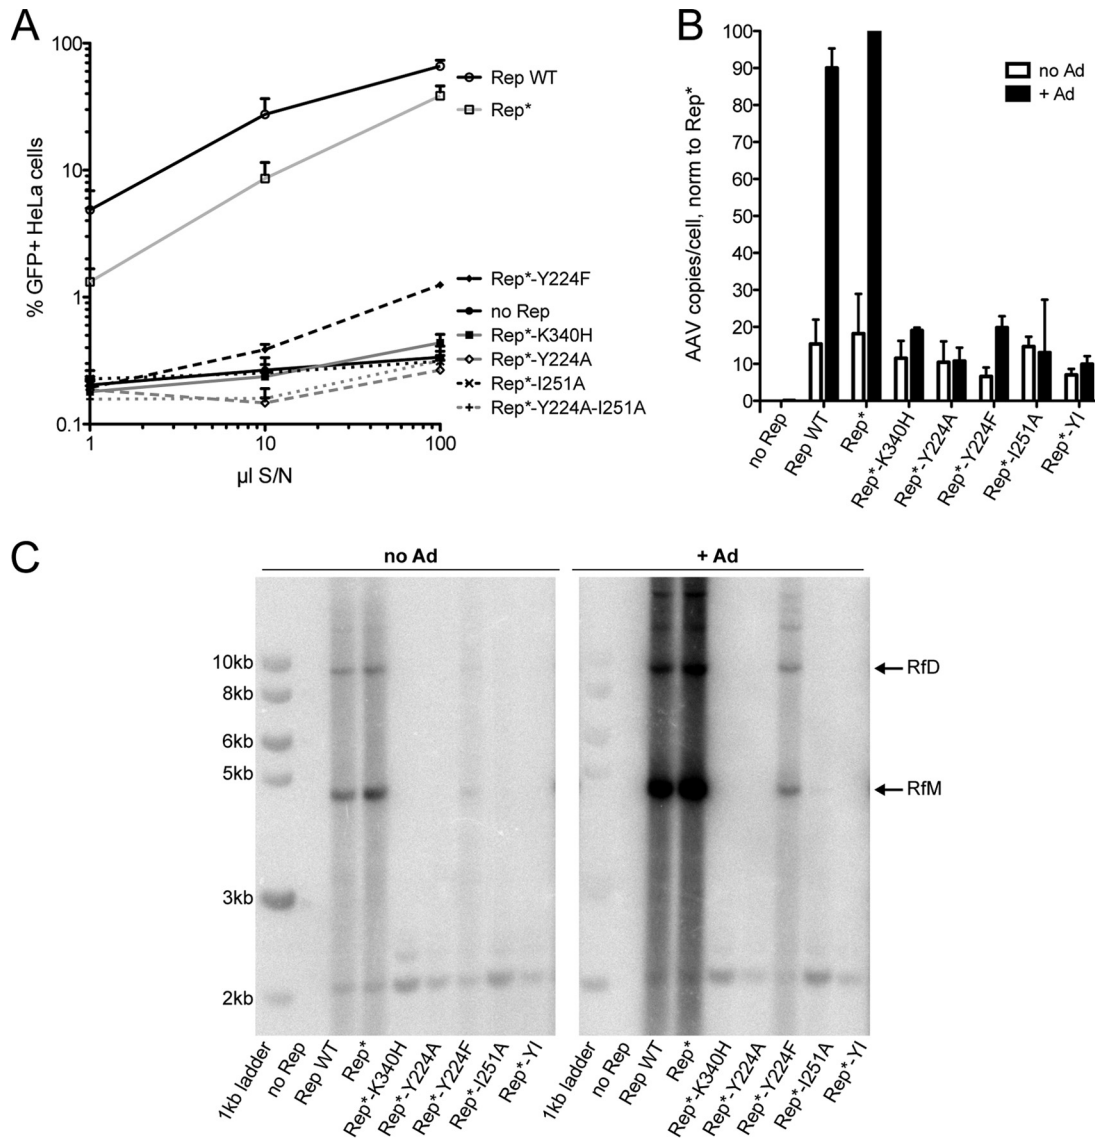 A
100
10
1
0.1
% GFP+ HeLa cells
1
10
100
µl S/N
Rep WT
Rep*
Rep*-Y224F
no Rep
Rep*-K340H
Rep*-Y224A
Rep*-I251A
Rep*-Y224A-I251A
B
100
90
80
70
60
50
40
30
20
10
0
AAV copies/cell, norm to Rep*
no Ad
+ Ad
no Rep
Rep WT
Rep*
Rep*-K340H
Rep*-Y224A
Rep*-Y224F
Rep*-I251A
Rep*-YI
C
no Ad
+ Ad
10kb
8kb
6kb
5kb
3kb
2kb
RfD
RfM
1kb ladder
no Rep
Rep WT
Rep*
Rep*-K340H
Rep*-Y224A
Rep*-Y224F
Rep*-I251A
Rep*-YI
1kb ladder
no Rep
Rep WT
Rep*
Rep*-K340H
Rep*-Y224A
Rep*-Y224F
Rep*-I251A
Rep*-YI